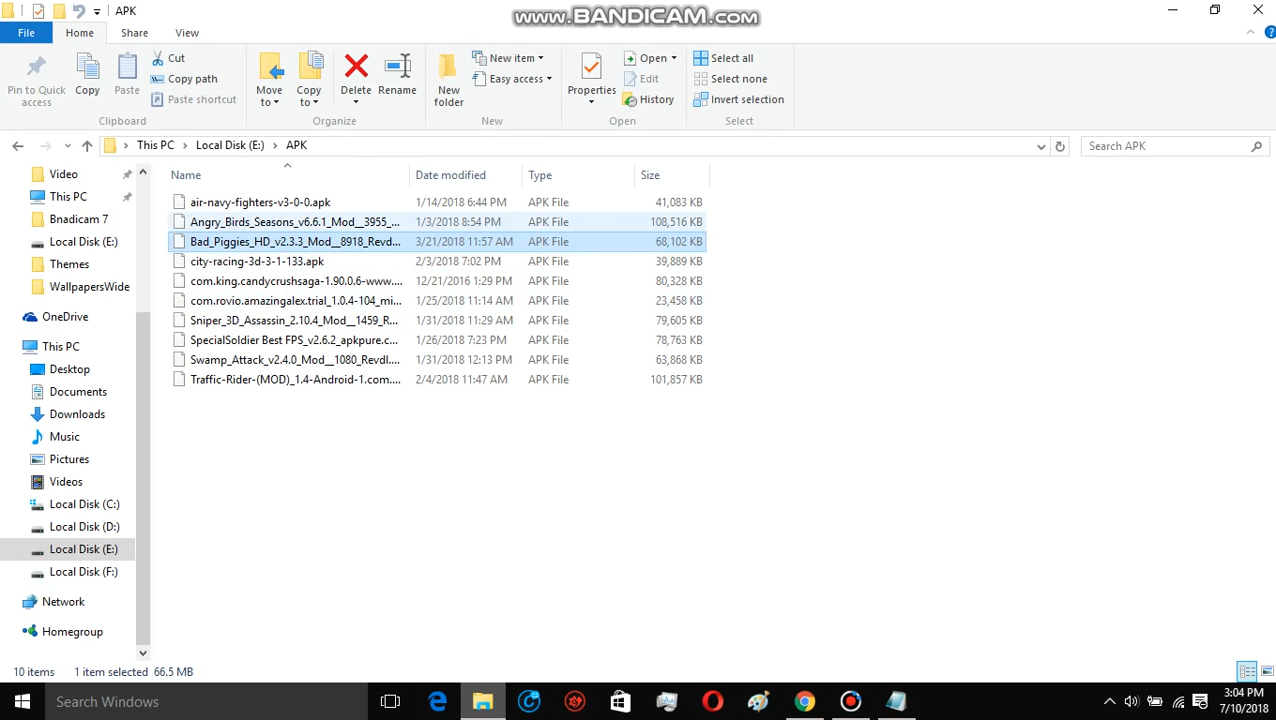 APK
www.BANDICAM.com
File
Home
Share
View
Pin to Quick access
Copy
Paste
Cut
Copy path
Paste shortcut
Clipboard
Move to
Copy to
Delete
Rename
Organize
New folder
New item
Easy access
New
Properties
Open
Edit
History
Open
Select all
Select none
Invert selection
Select
This PC
Local Disk (E:)
APK
Search APK
Name Date modified Type Size
air-navy-fighters-v3-0-0.apk 1/14/2018 6:44 PM APK File 41,083 KB
Angry_Birds_Seasons_v6.6.1_Mod__3955_... 1/3/2018 8:54 PM APK File 108,516 KB
Bad_Piggies_HD_v2.3.3_Mod__8918_Revd... 3/21/2018 11:57 AM APK File 68,102 KB
city-racing-3d-3-1-133.apk 2/3/2018 7:02 PM APK File 39,889 KB
com.king.candycrushsaga-1.90.0.6-www.... 12/21/2016 1:29 PM APK File 80,328 KB
com.rovio.amazingalex.trial_1.0.4-104_mi... 1/25/2018 11:14 AM APK File 23,458 KB
Sniper_3D_Assassin_2.10.4_Mod__1459_R... 1/31/2018 11:29 AM APK File 79,605 KB
SpecialSoldier Best FPS_v2.6.2_apkpure.c... 1/26/2018 7:23 PM APK File 78,763 KB
Swamp_Attack_v2.4.0_Mod__1080_Revdl.... 1/31/2018 12:13 PM APK File 63,868 KB
Traffic-Rider-(MOD)_1.4-Android-1.com.... 2/4/2018 11:47 AM APK File 101,857 KB
Video
This PC
Bnadicam 7
Local Disk (E:)
Themes
WallpapersWide
OneDrive
This PC
Desktop
Documents
Downloads
Music
Pictures
Videos
Local Disk (C:)
Local Disk (D:)
Local Disk (E:)
Local Disk (F:)
Network
Homegroup
10 items 1 item selected 66.5 MB
Search Windows
3:04 PM
7/10/2018